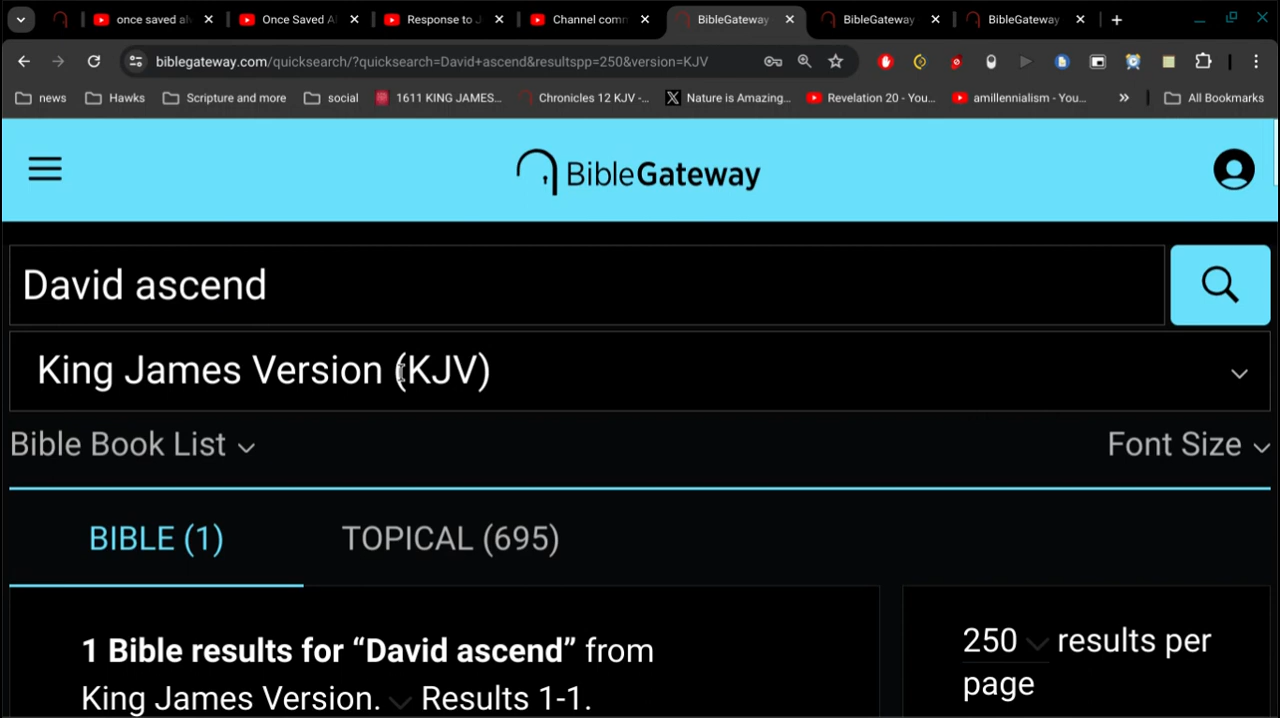 once saved al
Once Saved Al
Response to J
Channel comm
BibleGateway
BibleGateway
BibleGateway
biblegateway.com/quicksearch/?quicksearch=David+ascend&resultspp=250&version=KJV
news
Hawks
Scripture and more
social
1611 KING JAMES...
Chronicles 12 KJV -...
Nature is Amazing...
Revelation 20 - You...
amillennialism - You...
»
All Bookmarks
BibleGateway
David ascend
King James Version (KJV)
Bible Book List
Font Size
BIBLE (1)
TOPICAL (695)
1 Bible results for “David ascend” from
King James Version. Results 1-1.
250 results per
page